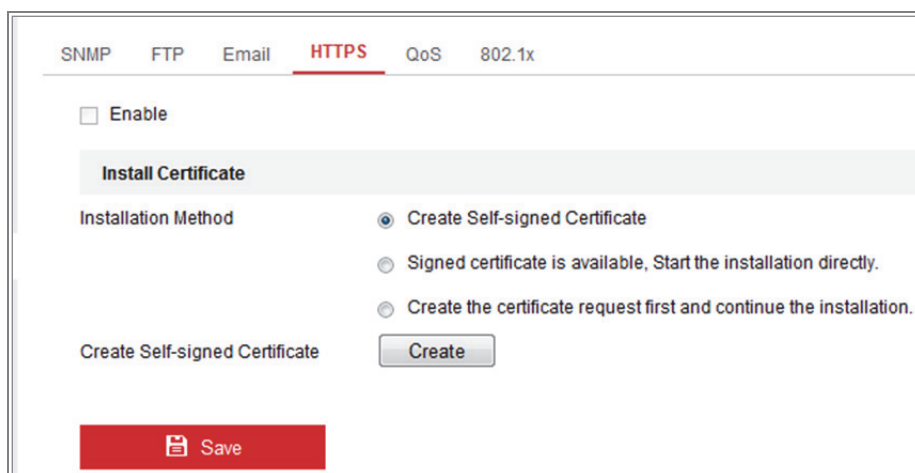 SNMP FTP Email HTTPS QoS 802.1x
Enable
Install Certificate
Installation Method
Create Self-signed Certificate
Signed certificate is available, Start the installation directly.
Create the certificate request first and continue the installation.
Create Self-signed Certificate Create
Save